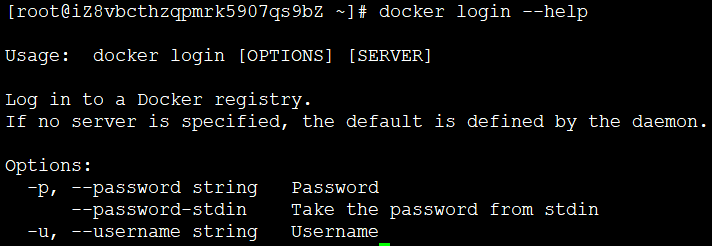 [root@iZ8vbcthzqpmrk5907qs9bZ ~]# docker login --help
Usage:  docker login [OPTIONS] [SERVER]
Log in to a Docker registry.
If no server is specified, the default is defined by the daemon.
Options:
  -p, --password string   Password
      --password-stdin    Take the password from stdin
  -u, --username string   Username